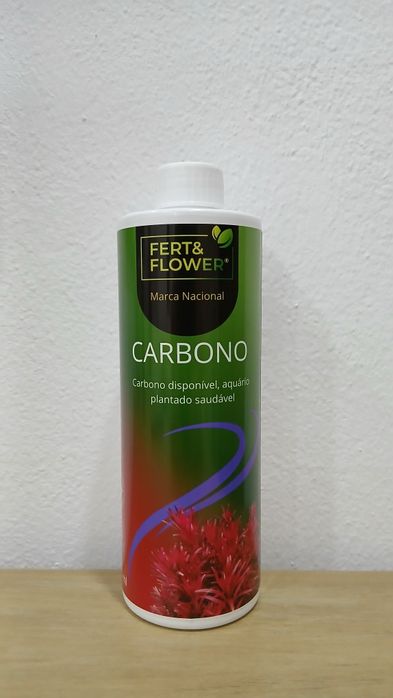 FERT&
FLOWER®
Marca Nacional
CARBONO
Carbono disponível, aquário
plantado saudável